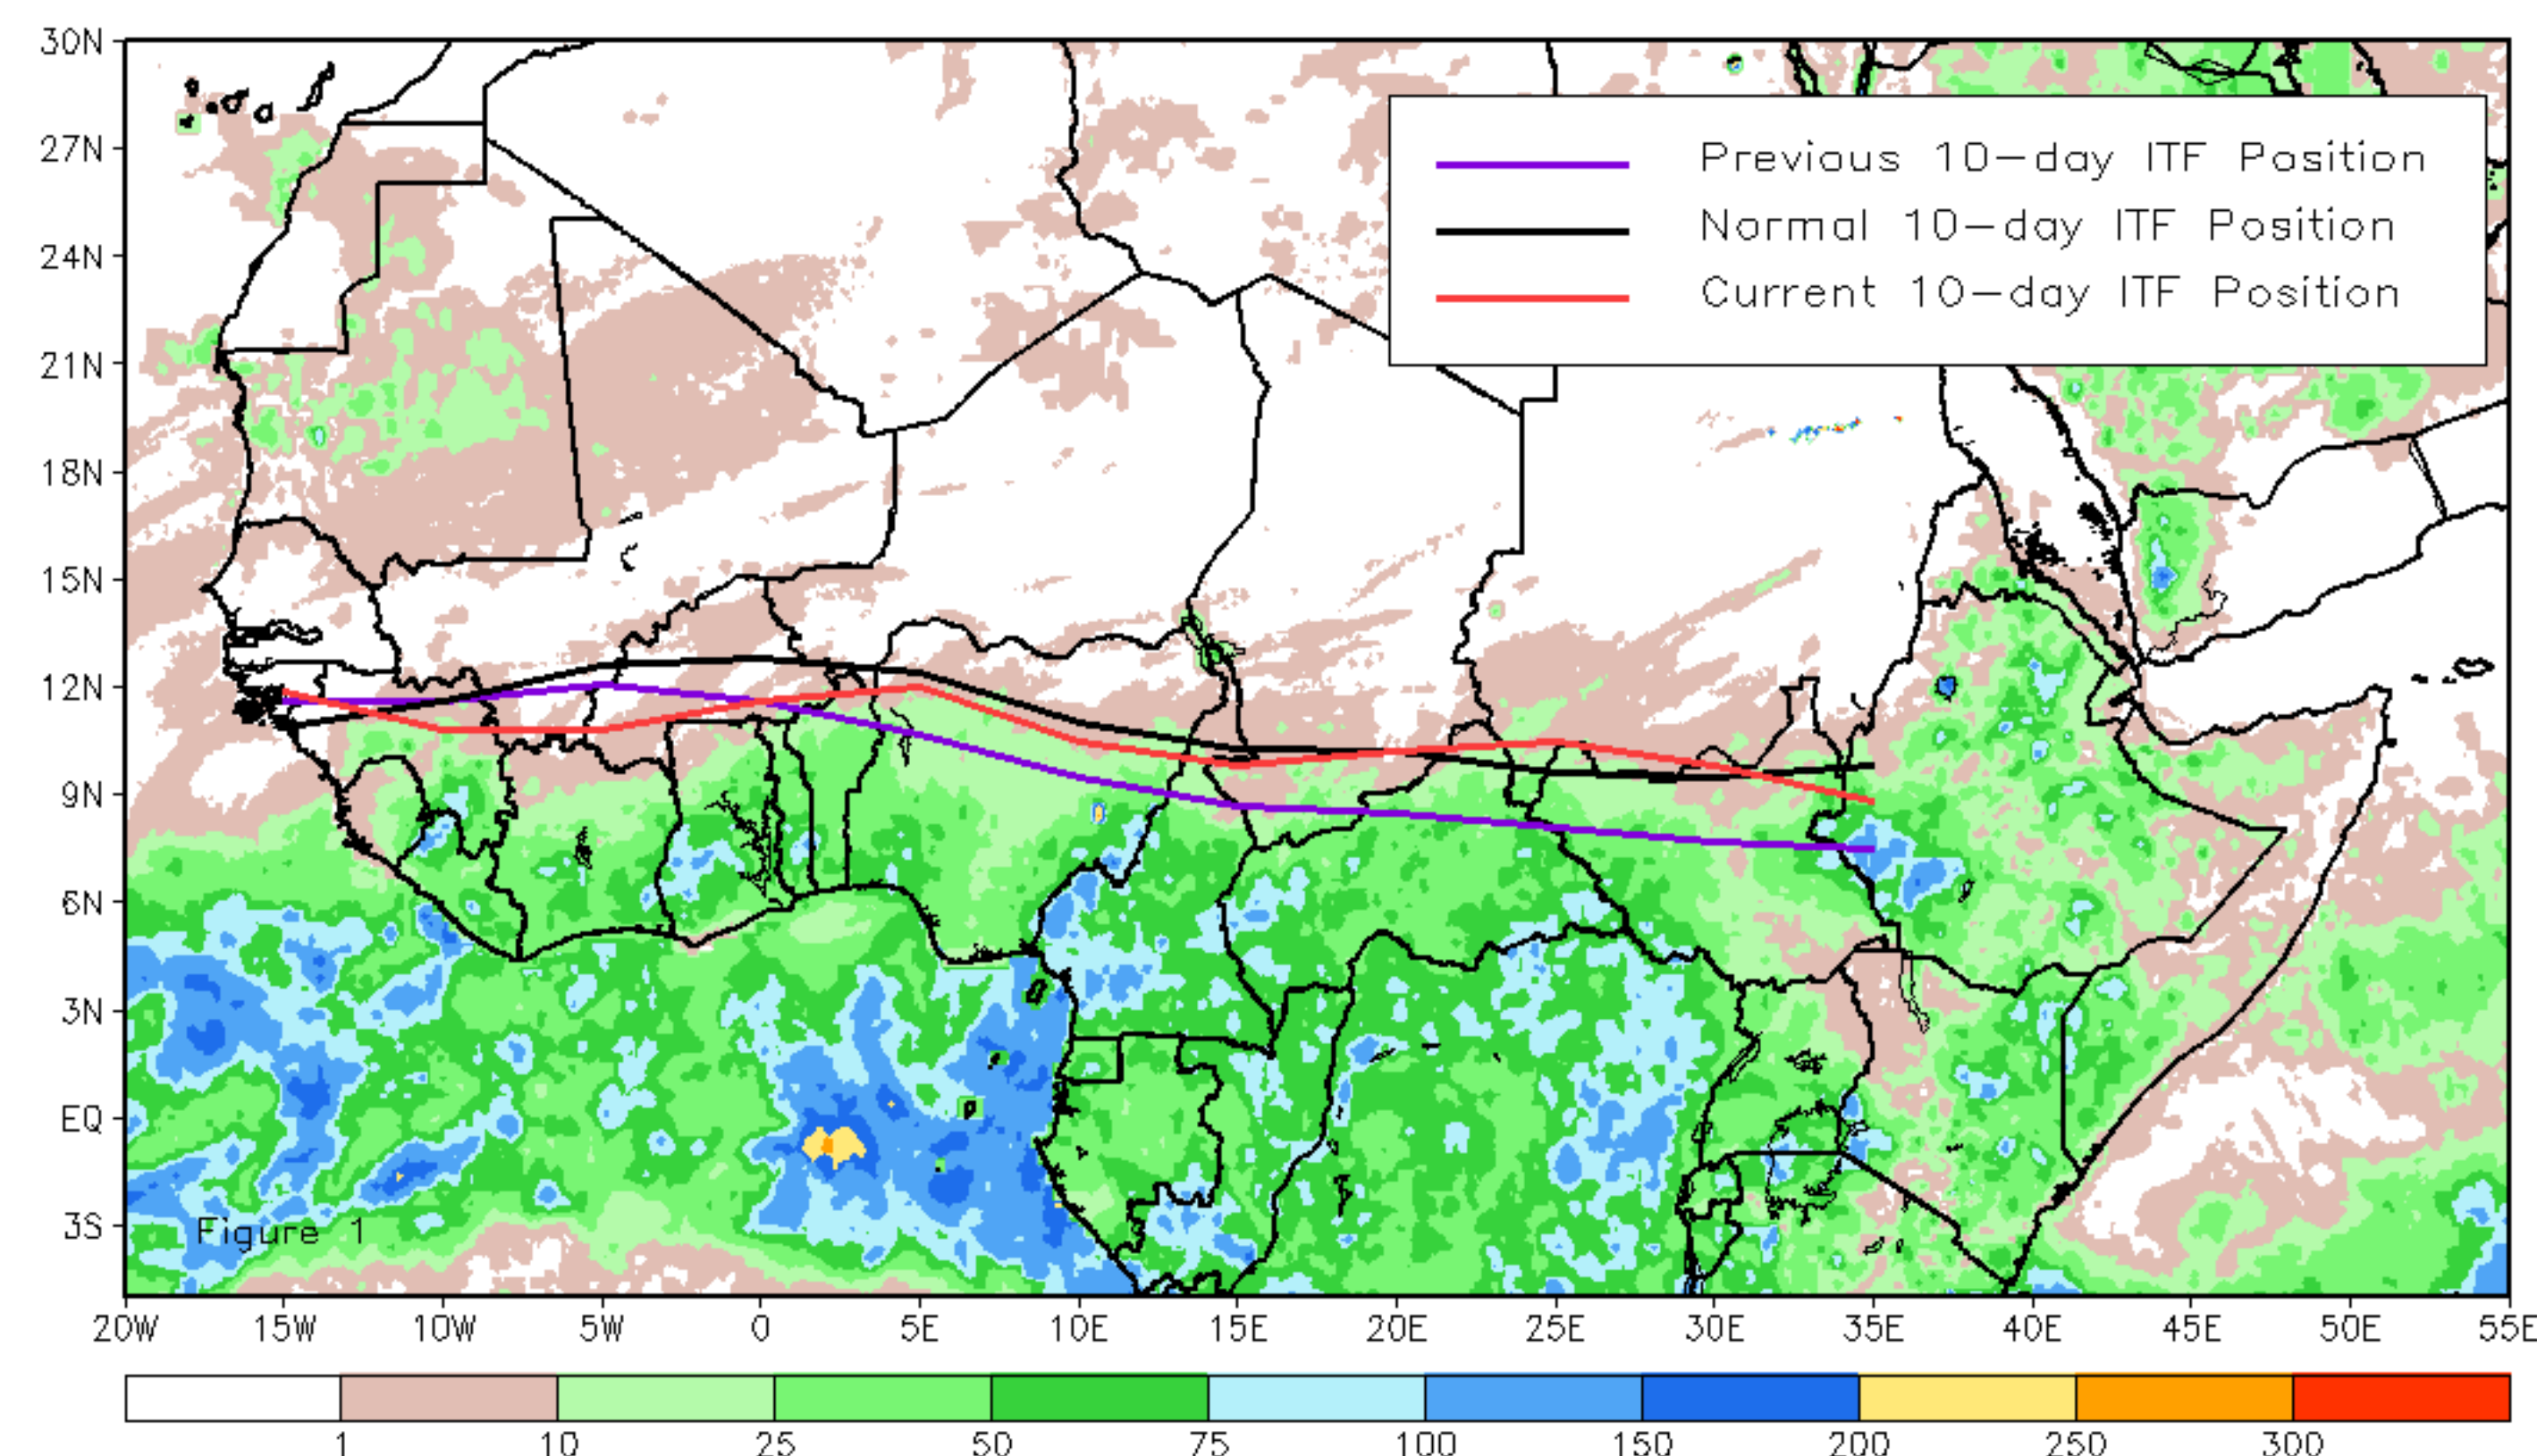 30N
27N
24N
21N
18N
15N
12N
9N
6N
3N
EQ
3S
Previous 10-day ITF Position
Normal 10-day ITF Position
Current 10-day ITF Position
Figure 1
20W 15W 10W 5W 0 5E 10E 15E 20E 25E 30E 35E 40E 45E 50E 55E
1 10 25 50 75 100 150 200 250 300